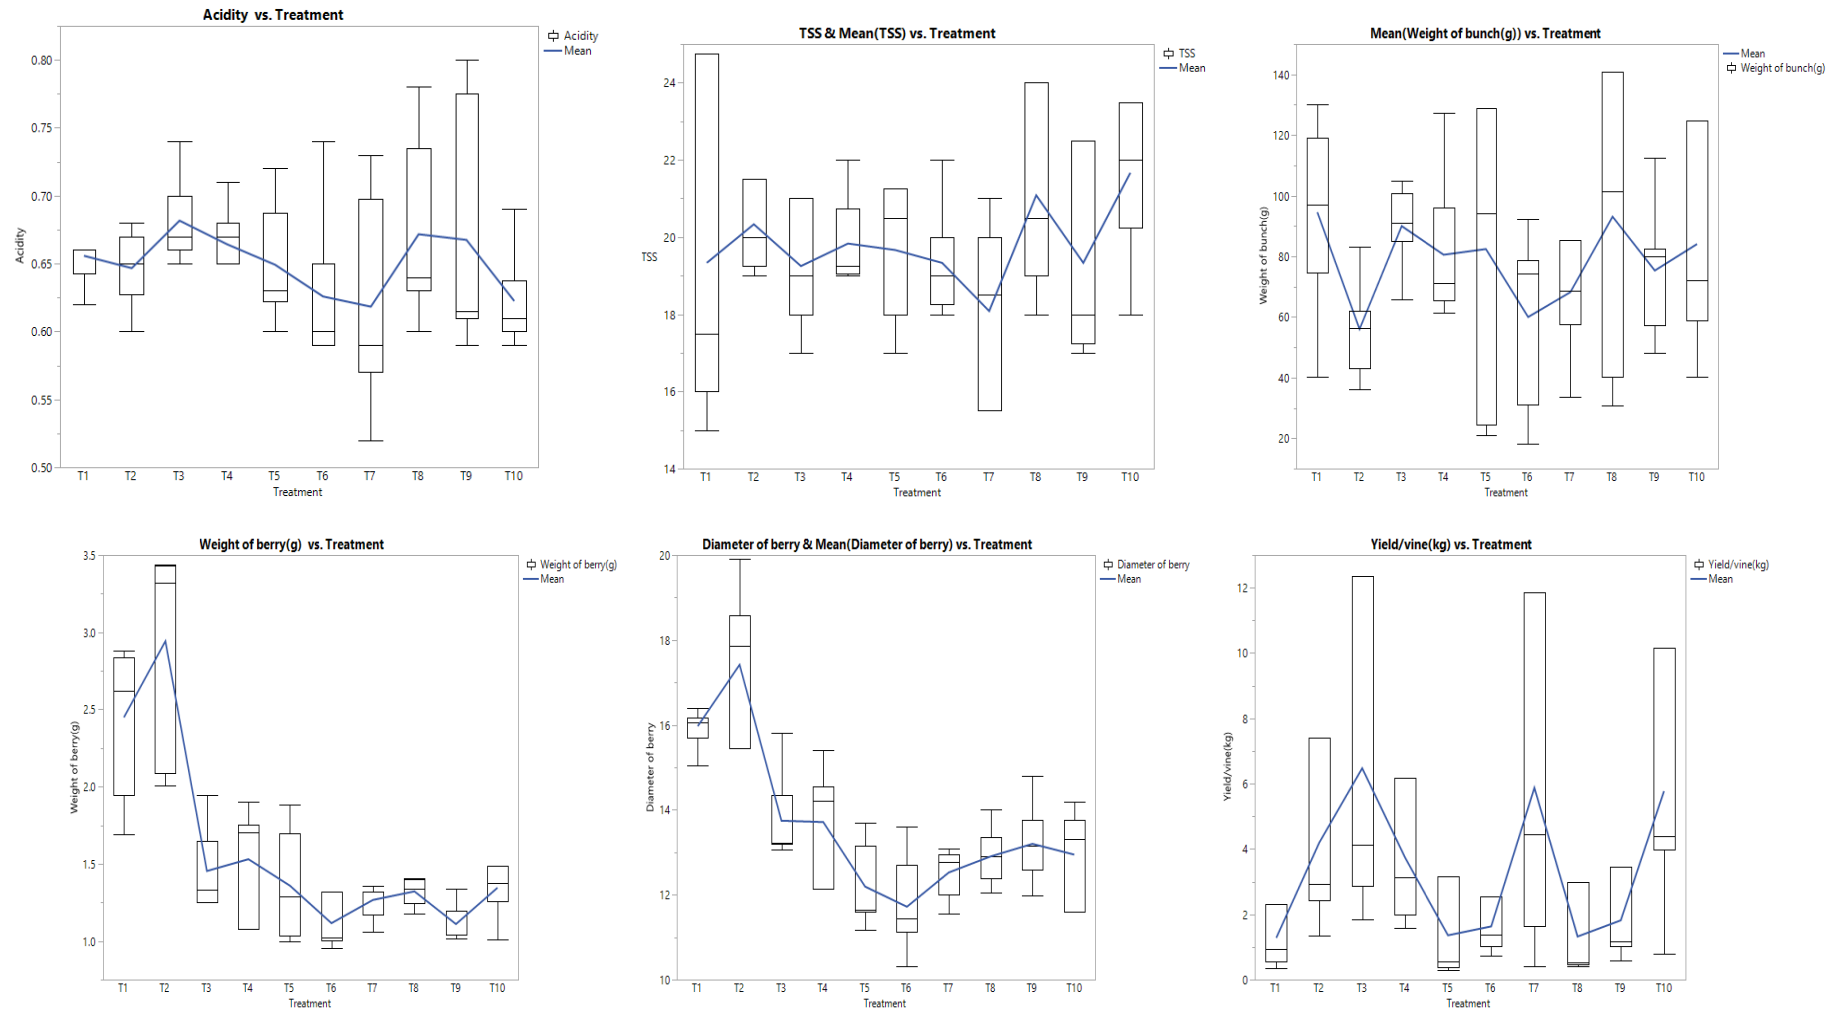 Acidity vs. Treatment
Acidity
Mean
0.80
0.75
0.70
0.65
0.60
0.55
0.50
Acidity
T1 T2 T3 T4 T5 T6 T7 T8 T9 T10
Treatment
TSS & Mean(TSS) vs. Treatment
TSS
Mean
24
22
20
18
16
14
TSS
T1 T2 T3 T4 T5 T6 T7 T8 T9 T10
Treatment
Mean(Weight of bunch(g)) vs. Treatment
Mean
Weight of bunch(g)
140
120
100
80
60
40
20
Weight of bunch(g)
T1 T2 T3 T4 T5 T6 T7 T8 T9 T10
Treatment
Weight of berry(g) vs. Treatment
Weight of berry(g)
Mean
3.5
3.0
2.5
2.0
1.5
1.0
Weight of berry(g)
T1 T2 T3 T4 T5 T6 T7 T8 T9 T10
Treatment
Diameter of berry & Mean(Diameter of berry) vs. Treatment
Diameter of berry
Mean
20
18
16
14
12
10
Diameter of berry
T1 T2 T3 T4 T5 T6 T7 T8 T9 T10
Treatment
Yield/vine(kg) vs. Treatment
Yield/vine(kg)
Mean
12
10
8
6
4
2
0
Yield/vine(kg)
T1 T2 T3 T4 T5 T6 T7 T8 T9 T10
Treatment